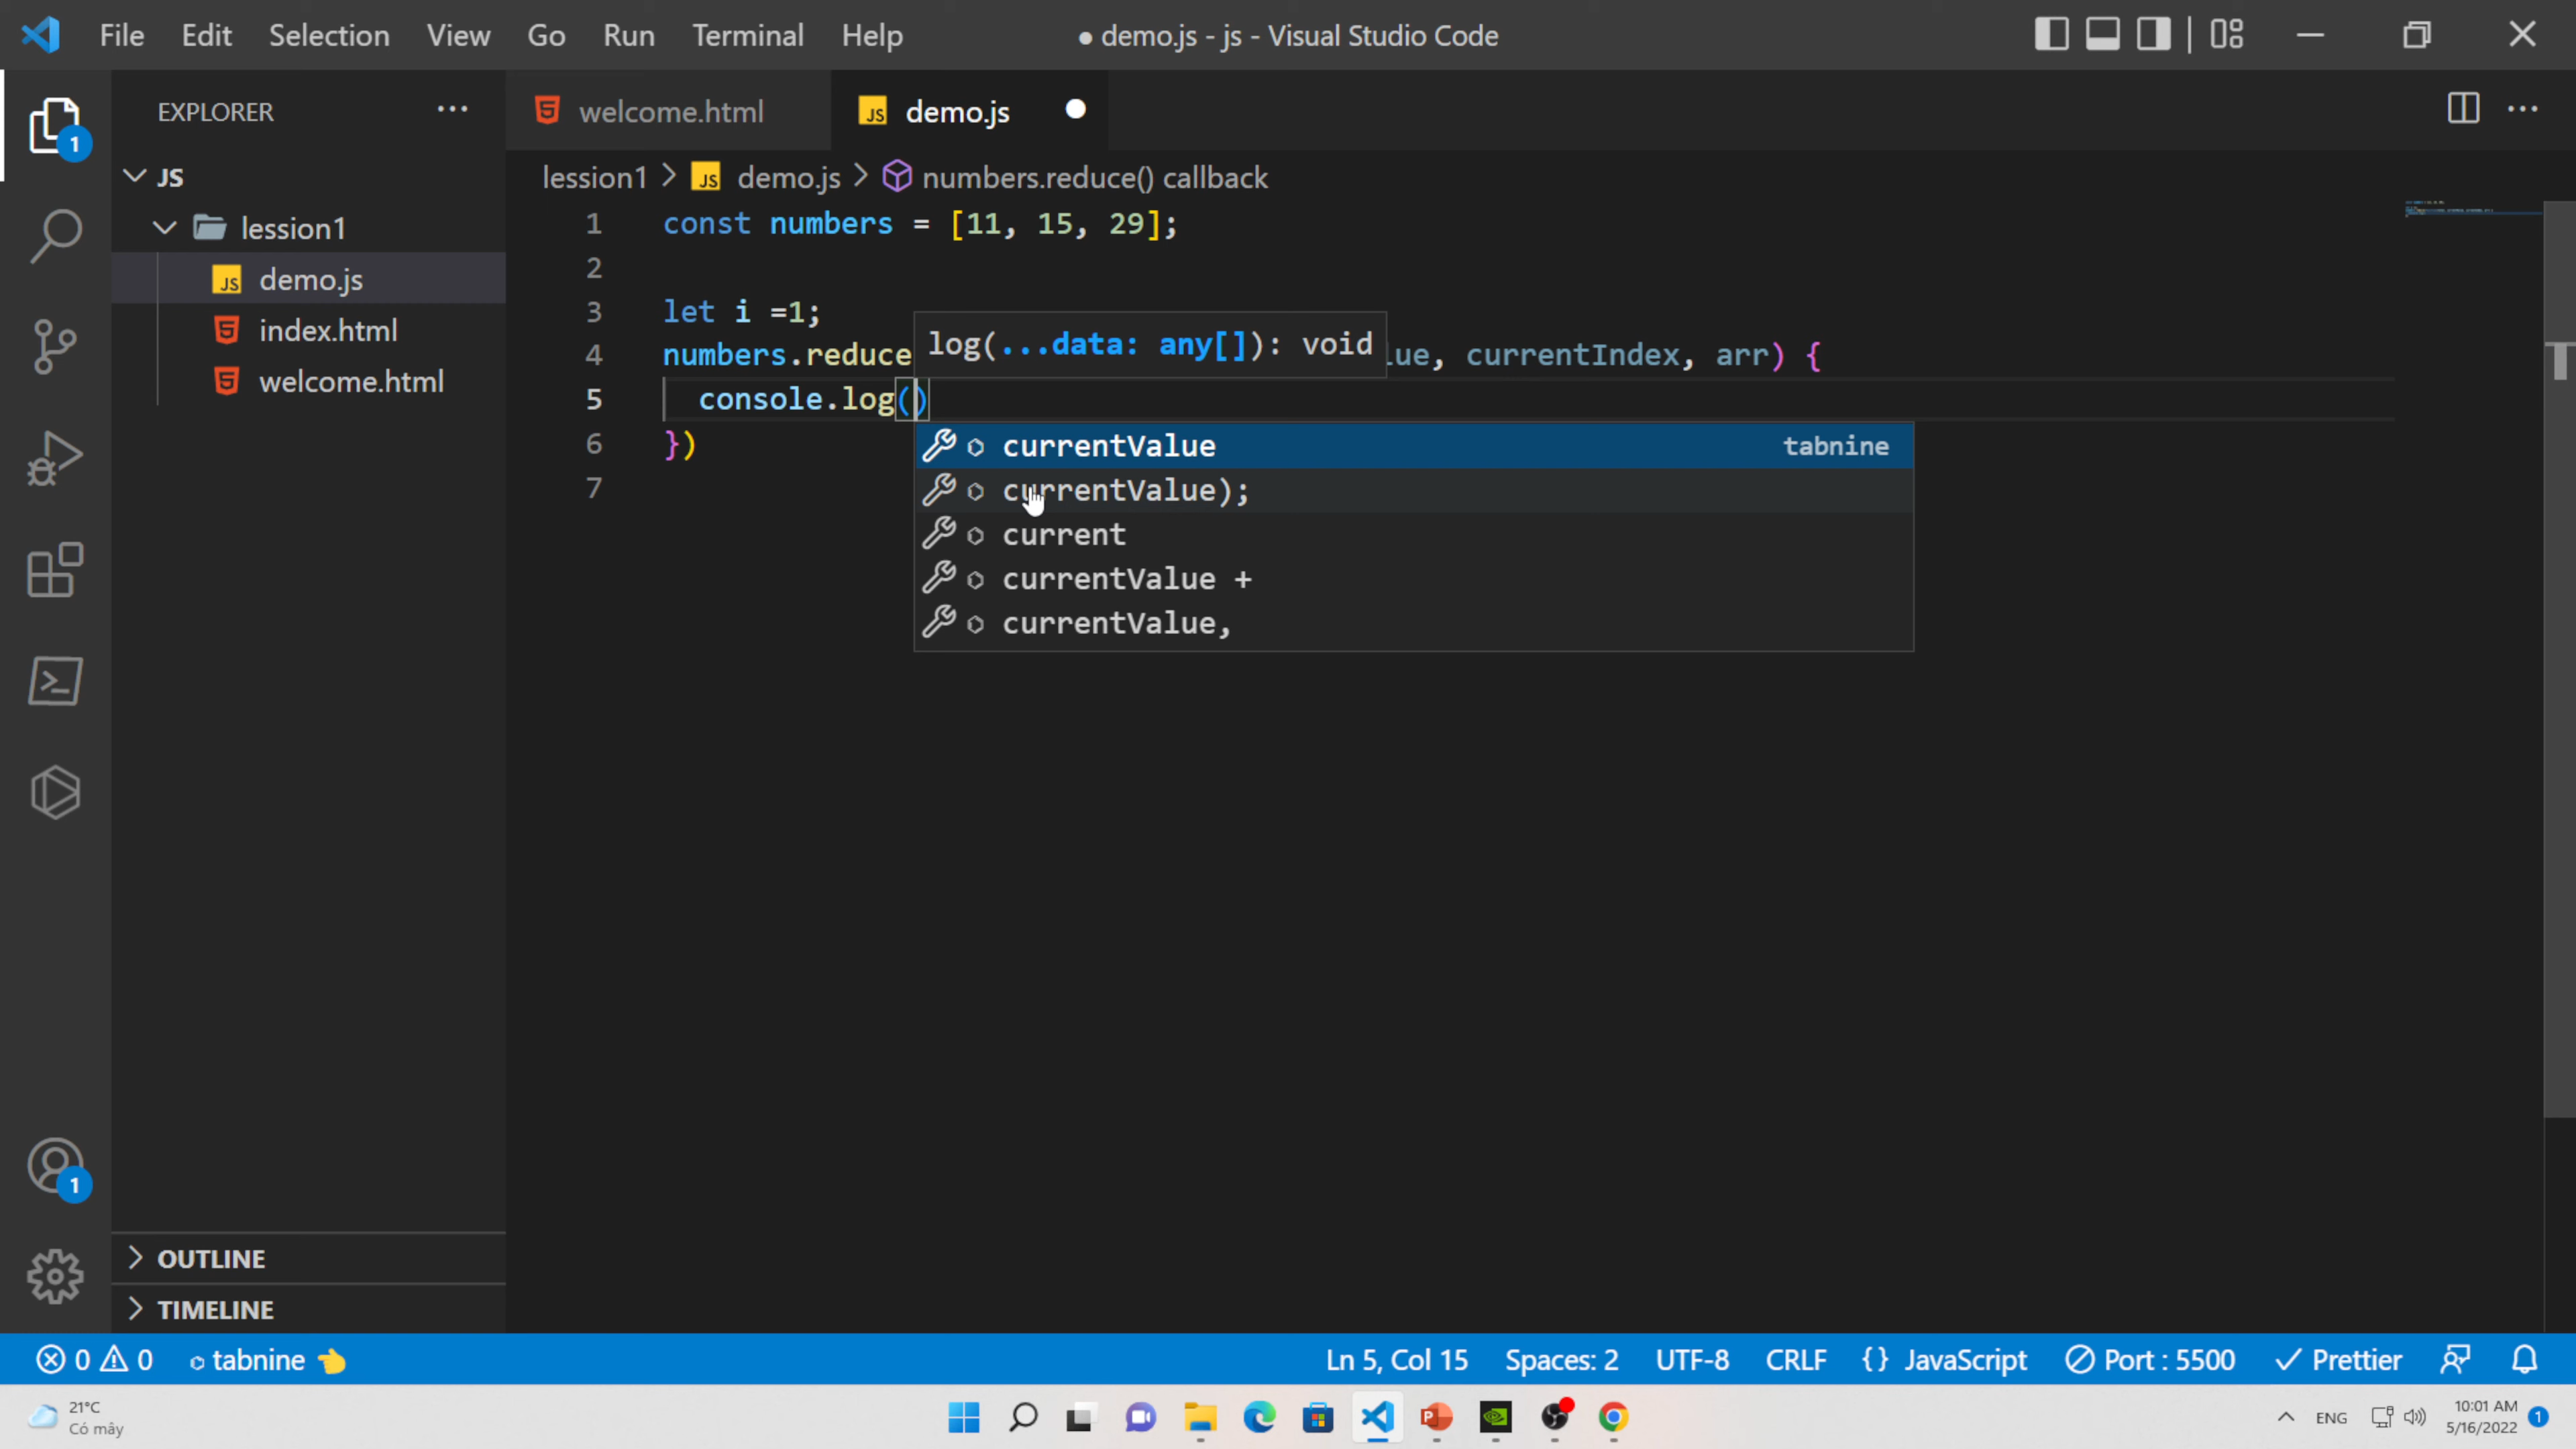 File Edit Selection View Go Run Terminal Help ● demo.js - js - Visual Studio Code
EXPLORER ···
welcome.html
JS demo.js ●
1
JS
lession1 > JS demo.js > numbers.reduce() callback
lession1
JS demo.js
index.html
welcome.html
1 const numbers = [11, 15, 29];
2
3 let i =1;
log(...data: any[]): void
4 numbers.reduce lue, currentIndex, arr) {
5 console.log()
6 })
7
currentValue tabnine
currentValue);
current
currentValue +
currentValue,
1
OUTLINE
TIMELINE
0 0 tabnine 👈 Ln 5, Col 15 Spaces: 2 UTF-8 CRLF {} JavaScript Port : 5500 Prettier
21°C
Có mây
ENG
10:01 AM
5/16/2022
1